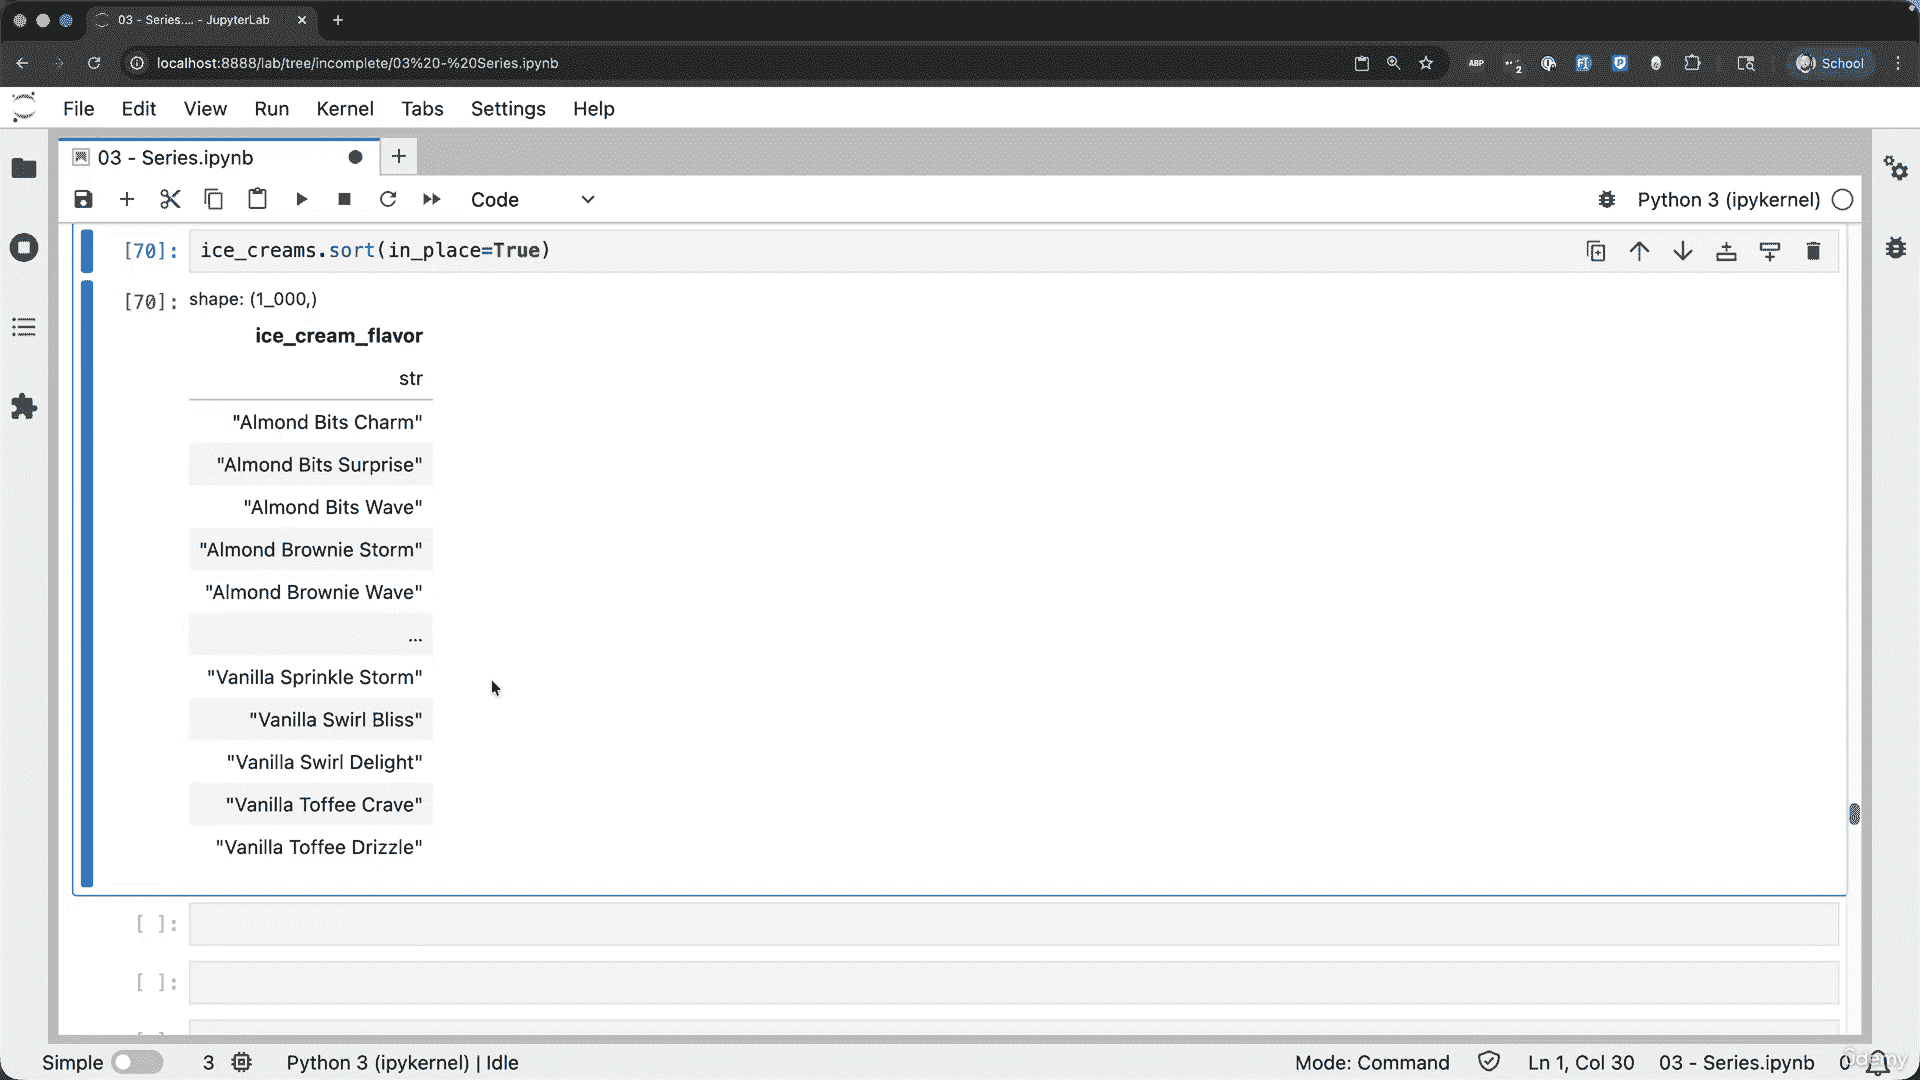 03 - Series.... - JupyterLab
localhost:8888/lab/tree/incomplete/03%20-%20Series.ipynb
ABP
2
School
File Edit View Run Kernel Tabs Settings Help
03 - Series.ipynb
Code
Python 3 (ipykernel)
[70]: ice_creams.sort(in_place=True)
[70]: shape: (1_000,)
ice_cream_flavor
str
"Almond Bits Charm"
"Almond Bits Surprise"
"Almond Bits Wave"
"Almond Brownie Storm"
"Almond Brownie Wave"
...
"Vanilla Sprinkle Storm"
"Vanilla Swirl Bliss"
"Vanilla Swirl Delight"
"Vanilla Toffee Crave"
"Vanilla Toffee Drizzle"
[ ]:
[ ]:
Simple 3 Python 3 (ipykernel) | Idle Mode: Command Ln 1, Col 30 03 - Series.ipynb 0
ûdemy